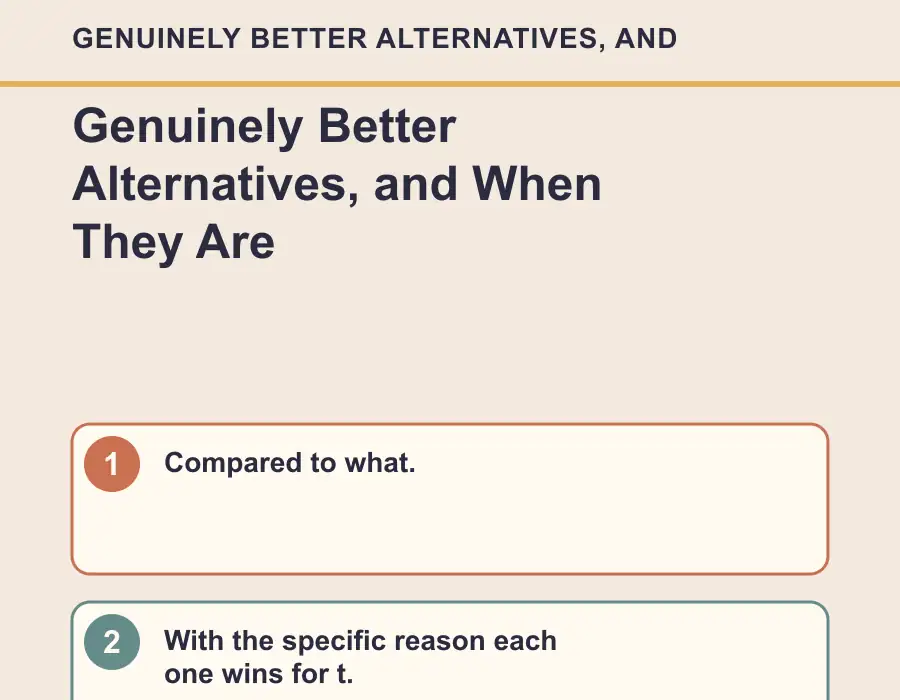 GENUINELY BETTER ALTERNATIVES, AND
Genuinely Better
Alternatives, and When
They Are
1
Compared to what.
2
With the specific reason each
one wins for t.